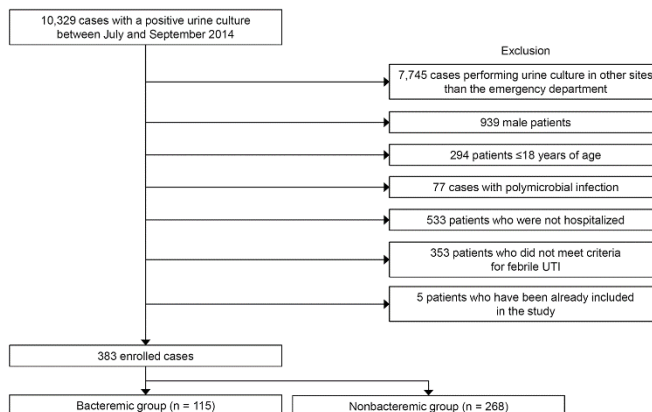 10,329 cases with a positive urine culture
between July and September 2014
Exclusion
7,745 cases performing urine culture in other sites
than the emergency department
939 male patients
294 patients ≤18 years of age
77 cases with polymicrobial infection
533 patients who were not hospitalized
353 patients who did not meet criteria
for febrile UTI
5 patients who have been already included
in the study
383 enrolled cases
Bacteremic group (n = 115)
Nonbacteremic group (n = 268)